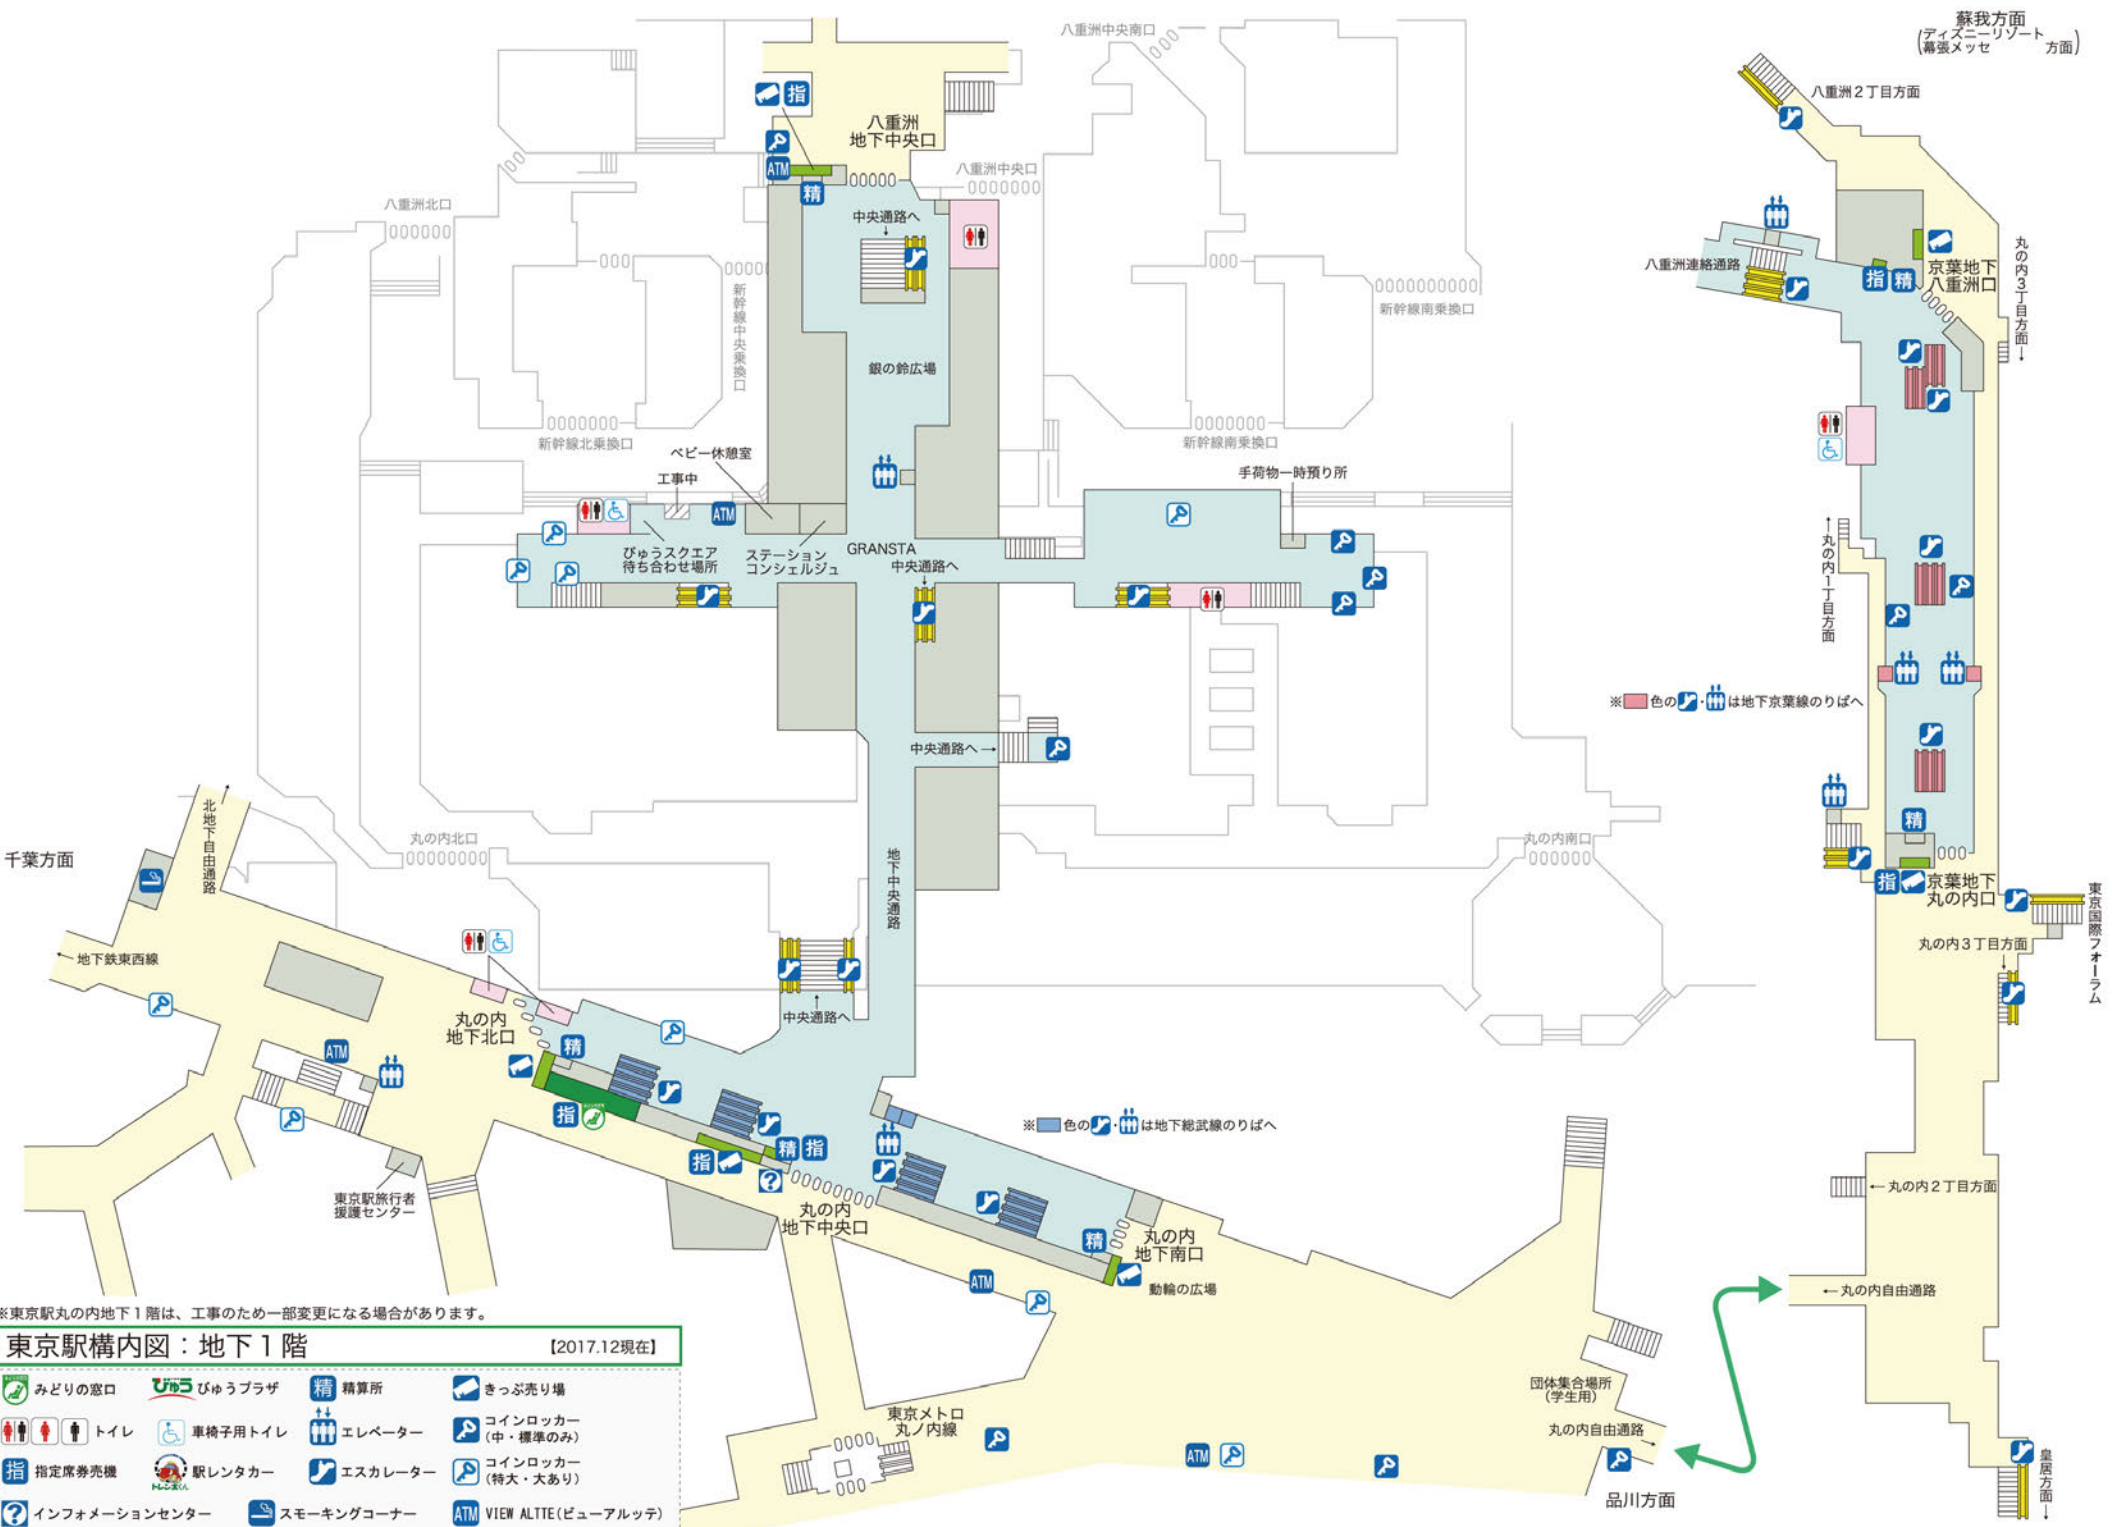 八重洲中央南口
蘇我方面
(ディズニーリゾート
幕張メッセ 方面)
八重洲2丁目方面
指
八重洲
地下中央口
ATM
精
八重洲中央口
八重洲北口
中央通路へ
新幹線中央乗換口
新幹線南乗換口
八重洲連絡通路
指 精
京葉地下
八重洲口
丸の内3丁目方面→
銀の鈴広場
新幹線北乗換口
新幹線南乗換口
ベビー休憩室
工事中
ATM
手荷物一時預り所
びゅうスクエア
待ち合わせ場所
ステーション
コンシェルジュ
GRANSTA
中央通路へ
←丸の内1丁目方面
※色の・は地下京葉線のりばへ
中央通路へ→
精
指
京葉地下
丸の内口
東京国際フォーラム
丸の内3丁目方面
丸の内北口
丸の内南口
千葉方面
北地下自由通路
地下中央通路
←地下鉄東西線
中央通路へ
丸の内
地下北口
精
ATM
指
精 指
指
※色の・は地下総武線のりばへ
東京駅旅行者
援護センター
丸の内
地下中央口
精
丸の内
地下南口
動輪の広場
ATM
←丸の内2丁目方面
←丸の内自由通路
団体集合場所
(学生用)
丸の内自由通路
→
東京メトロ
丸ノ内線
ATM
品川方面
皇居方面→
※東京駅丸の内地下1階は、工事のため一部変更になる場合があります。
東京駅構内図：地下1階 【2017.12現在】
みどりの窓口 びゅう びゅうプラザ 精 精算所 きっぷ売り場
トイレ 車椅子用トイレ エレベーター コインロッカー
(中・標準のみ)
指 指定席券売機 駅レンタカー エスカレーター コインロッカー
(特大・大あり)
インフォメーションセンター スモーキングコーナー ATM VIEW ALTTE(ビューアルッテ)